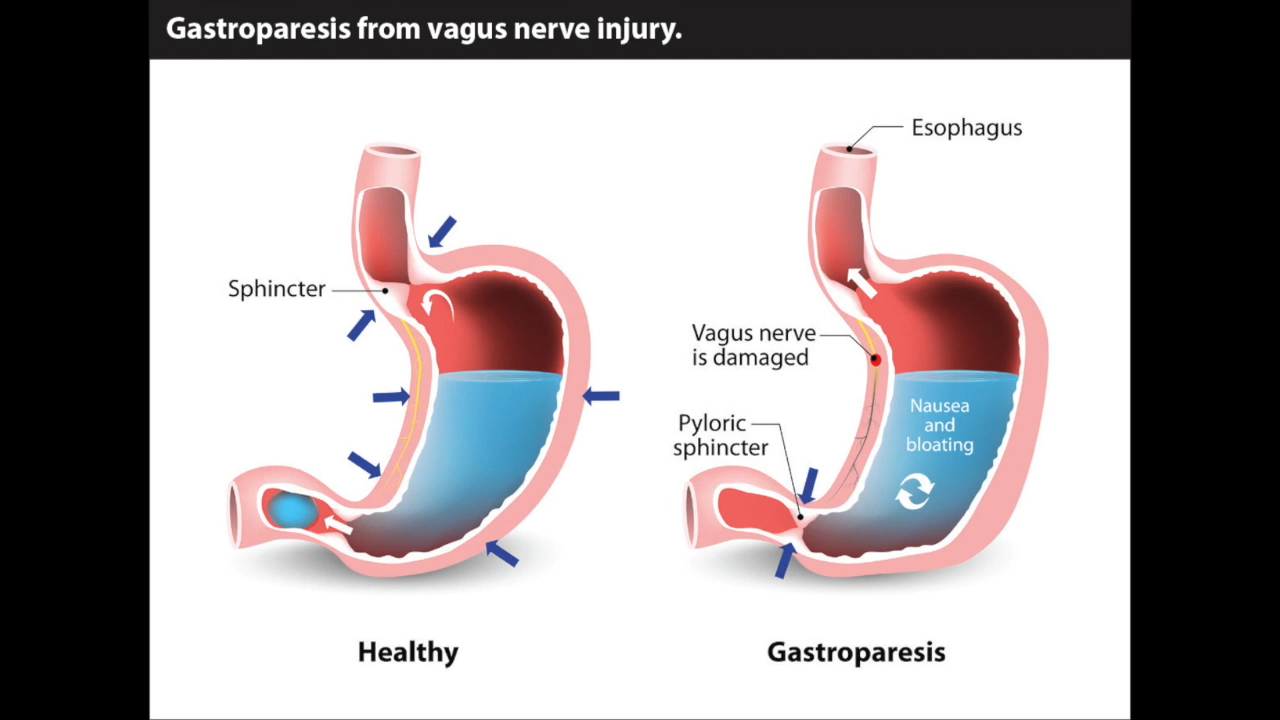 Gastroparesis from vagus nerve injury.
Esophagus
Sphincter
Vagus nerve
is damaged
Pyloric
sphincter
Nausea
and
bloating
Healthy
Gastroparesis